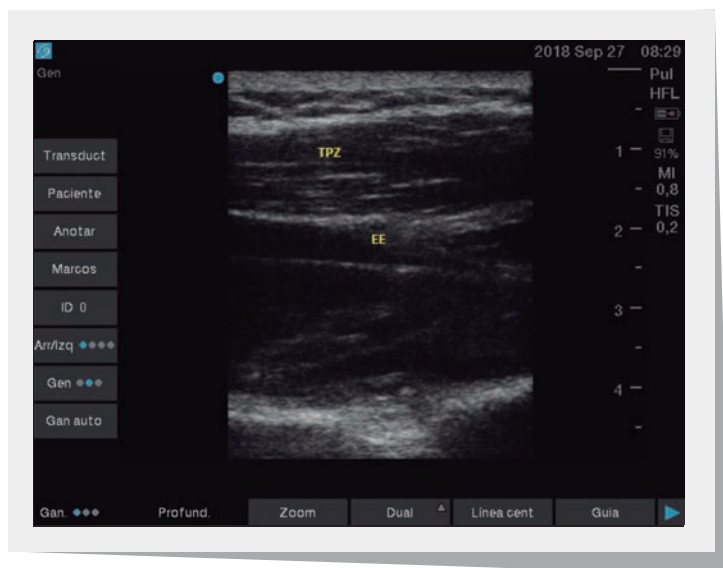 2018 Sep 27 08:29
Gen
Pul
HFL
TPZ
1
91%
Transduct
MI
Paciente
0,8
TIS
Anotar
EE
2
0,2
Marcos
ID 0
3
Arr/Izq
Gen
4
Gan auto
Gan.
Profund.
Zoom
Dual
Línea cent
Guía